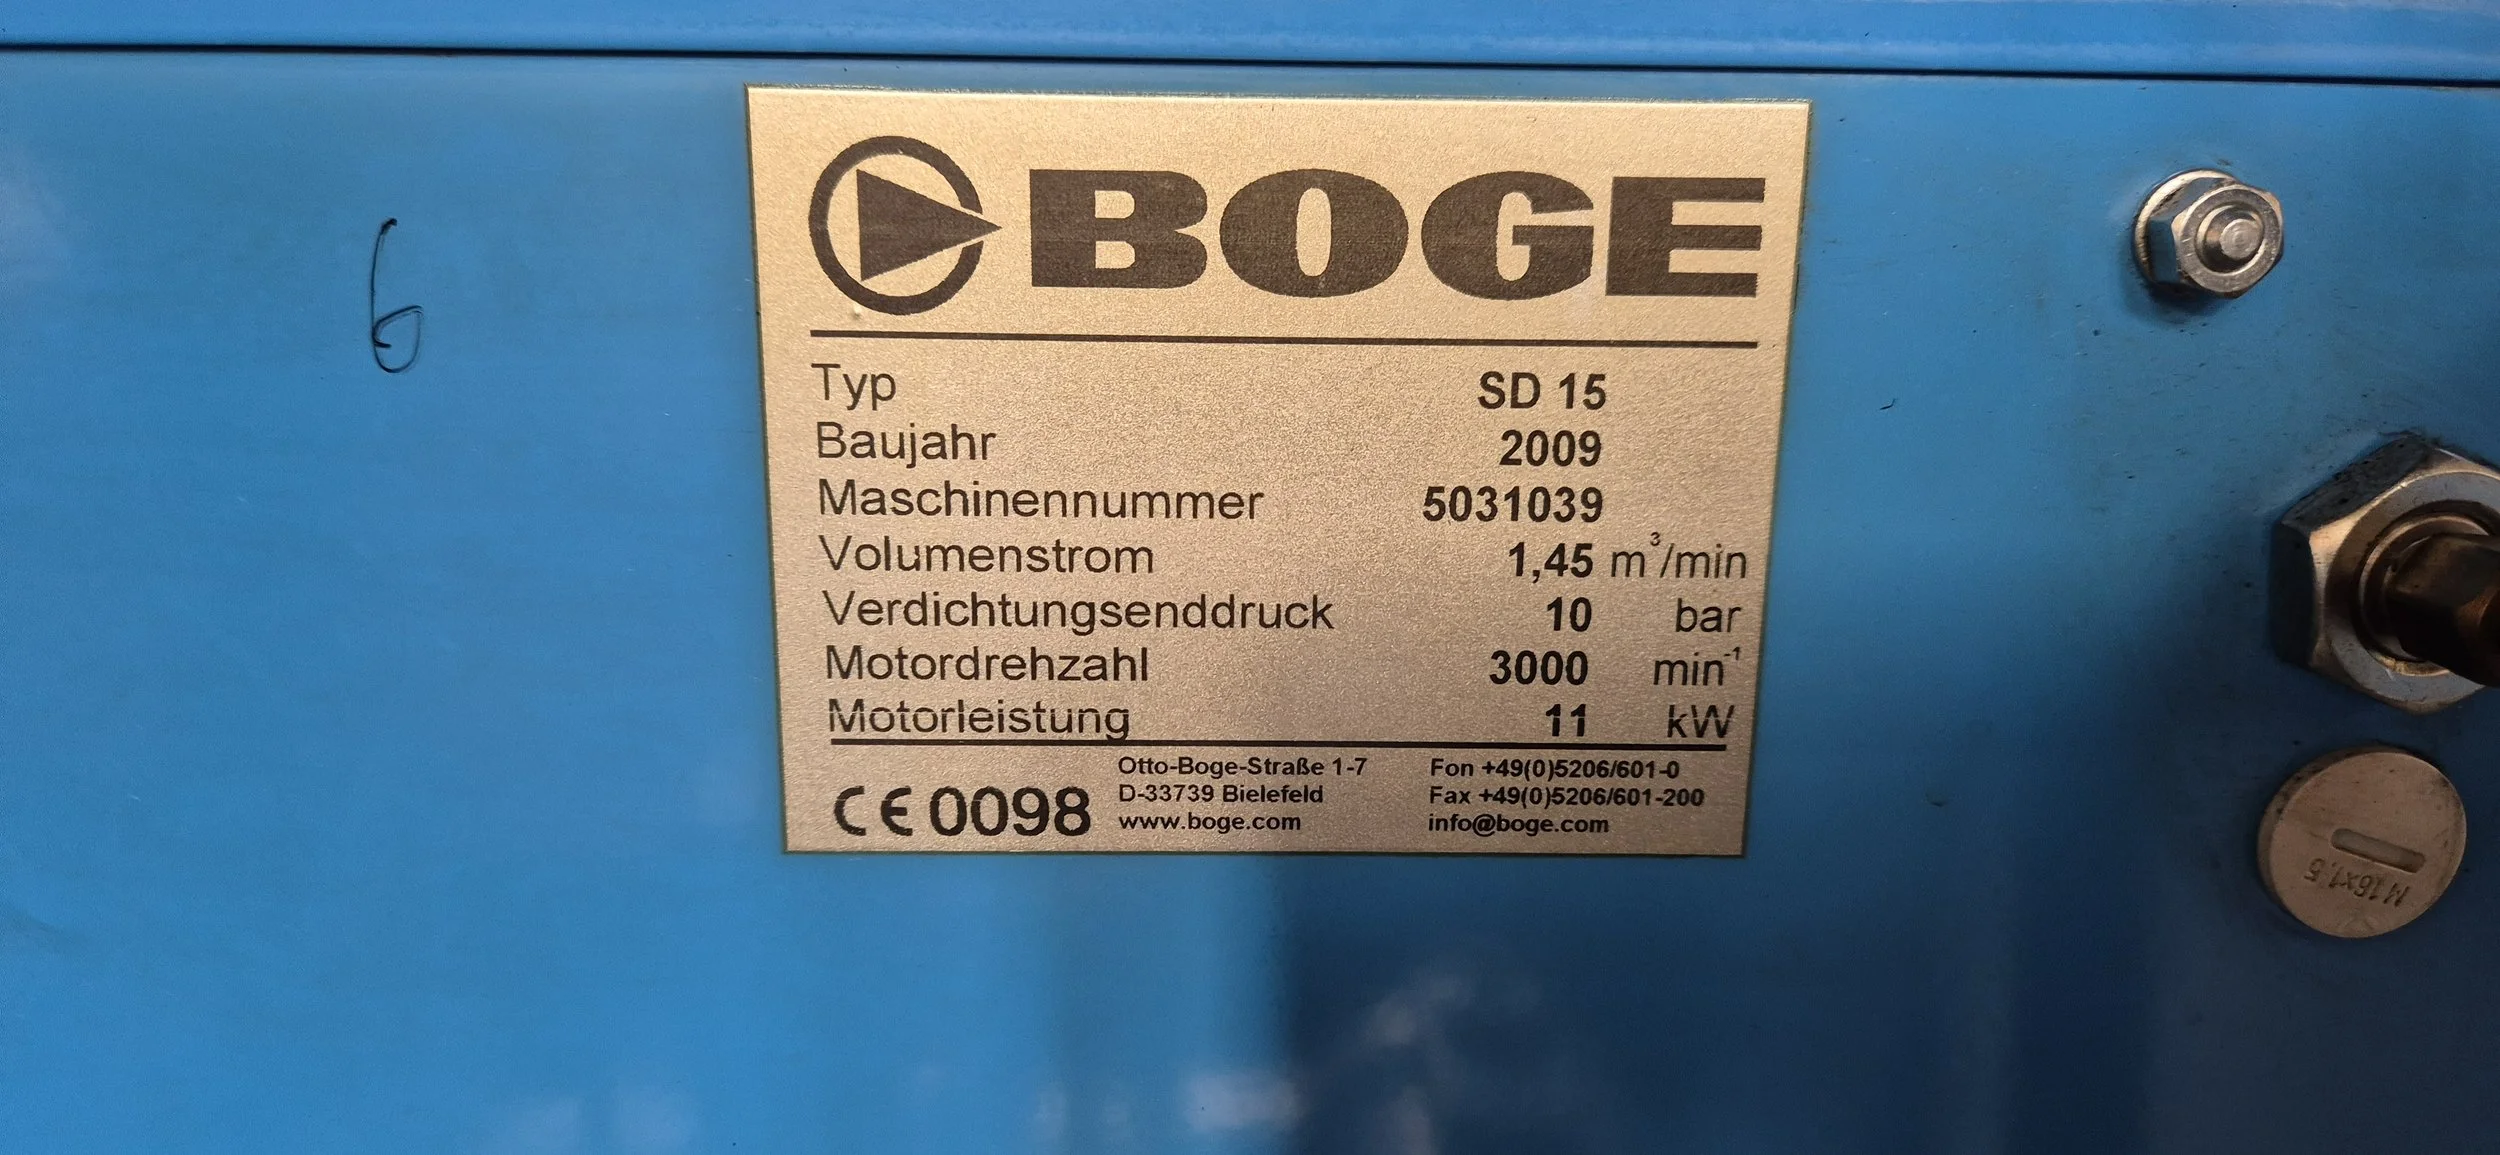 6
BOGE
Typ SD 15
Baujahr 2009
Maschinennummer 5031039
Volumenstrom 1,45 m³/min
Verdichtungsenddruck 10 bar
Motordrehzahl 3000 min⁻¹
Motorleistung 11 kW
CE 0098
Otto-Boge-Straße 1-7
D-33739 Bielefeld
www.boge.com
Fon +49(0)5206/601-0
Fax +49(0)5206/601-200
info@boge.com
M16x1,5